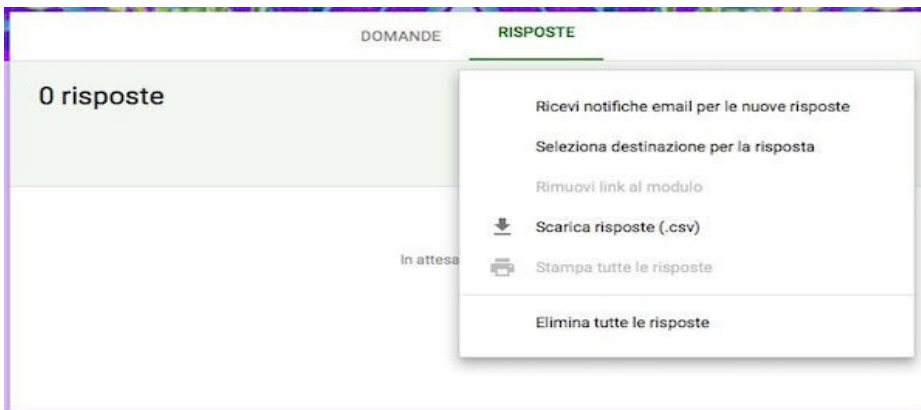 DOMANDE
RISPOSTE
0 risposte
Ricevi notifiche email per le nuove risposte
Seleziona destinazione per la risposta
Rimuovi link al modulo
Scarica risposte (.csv)
In attesa
Stampa tutte le risposte
Elimina tutte le risposte